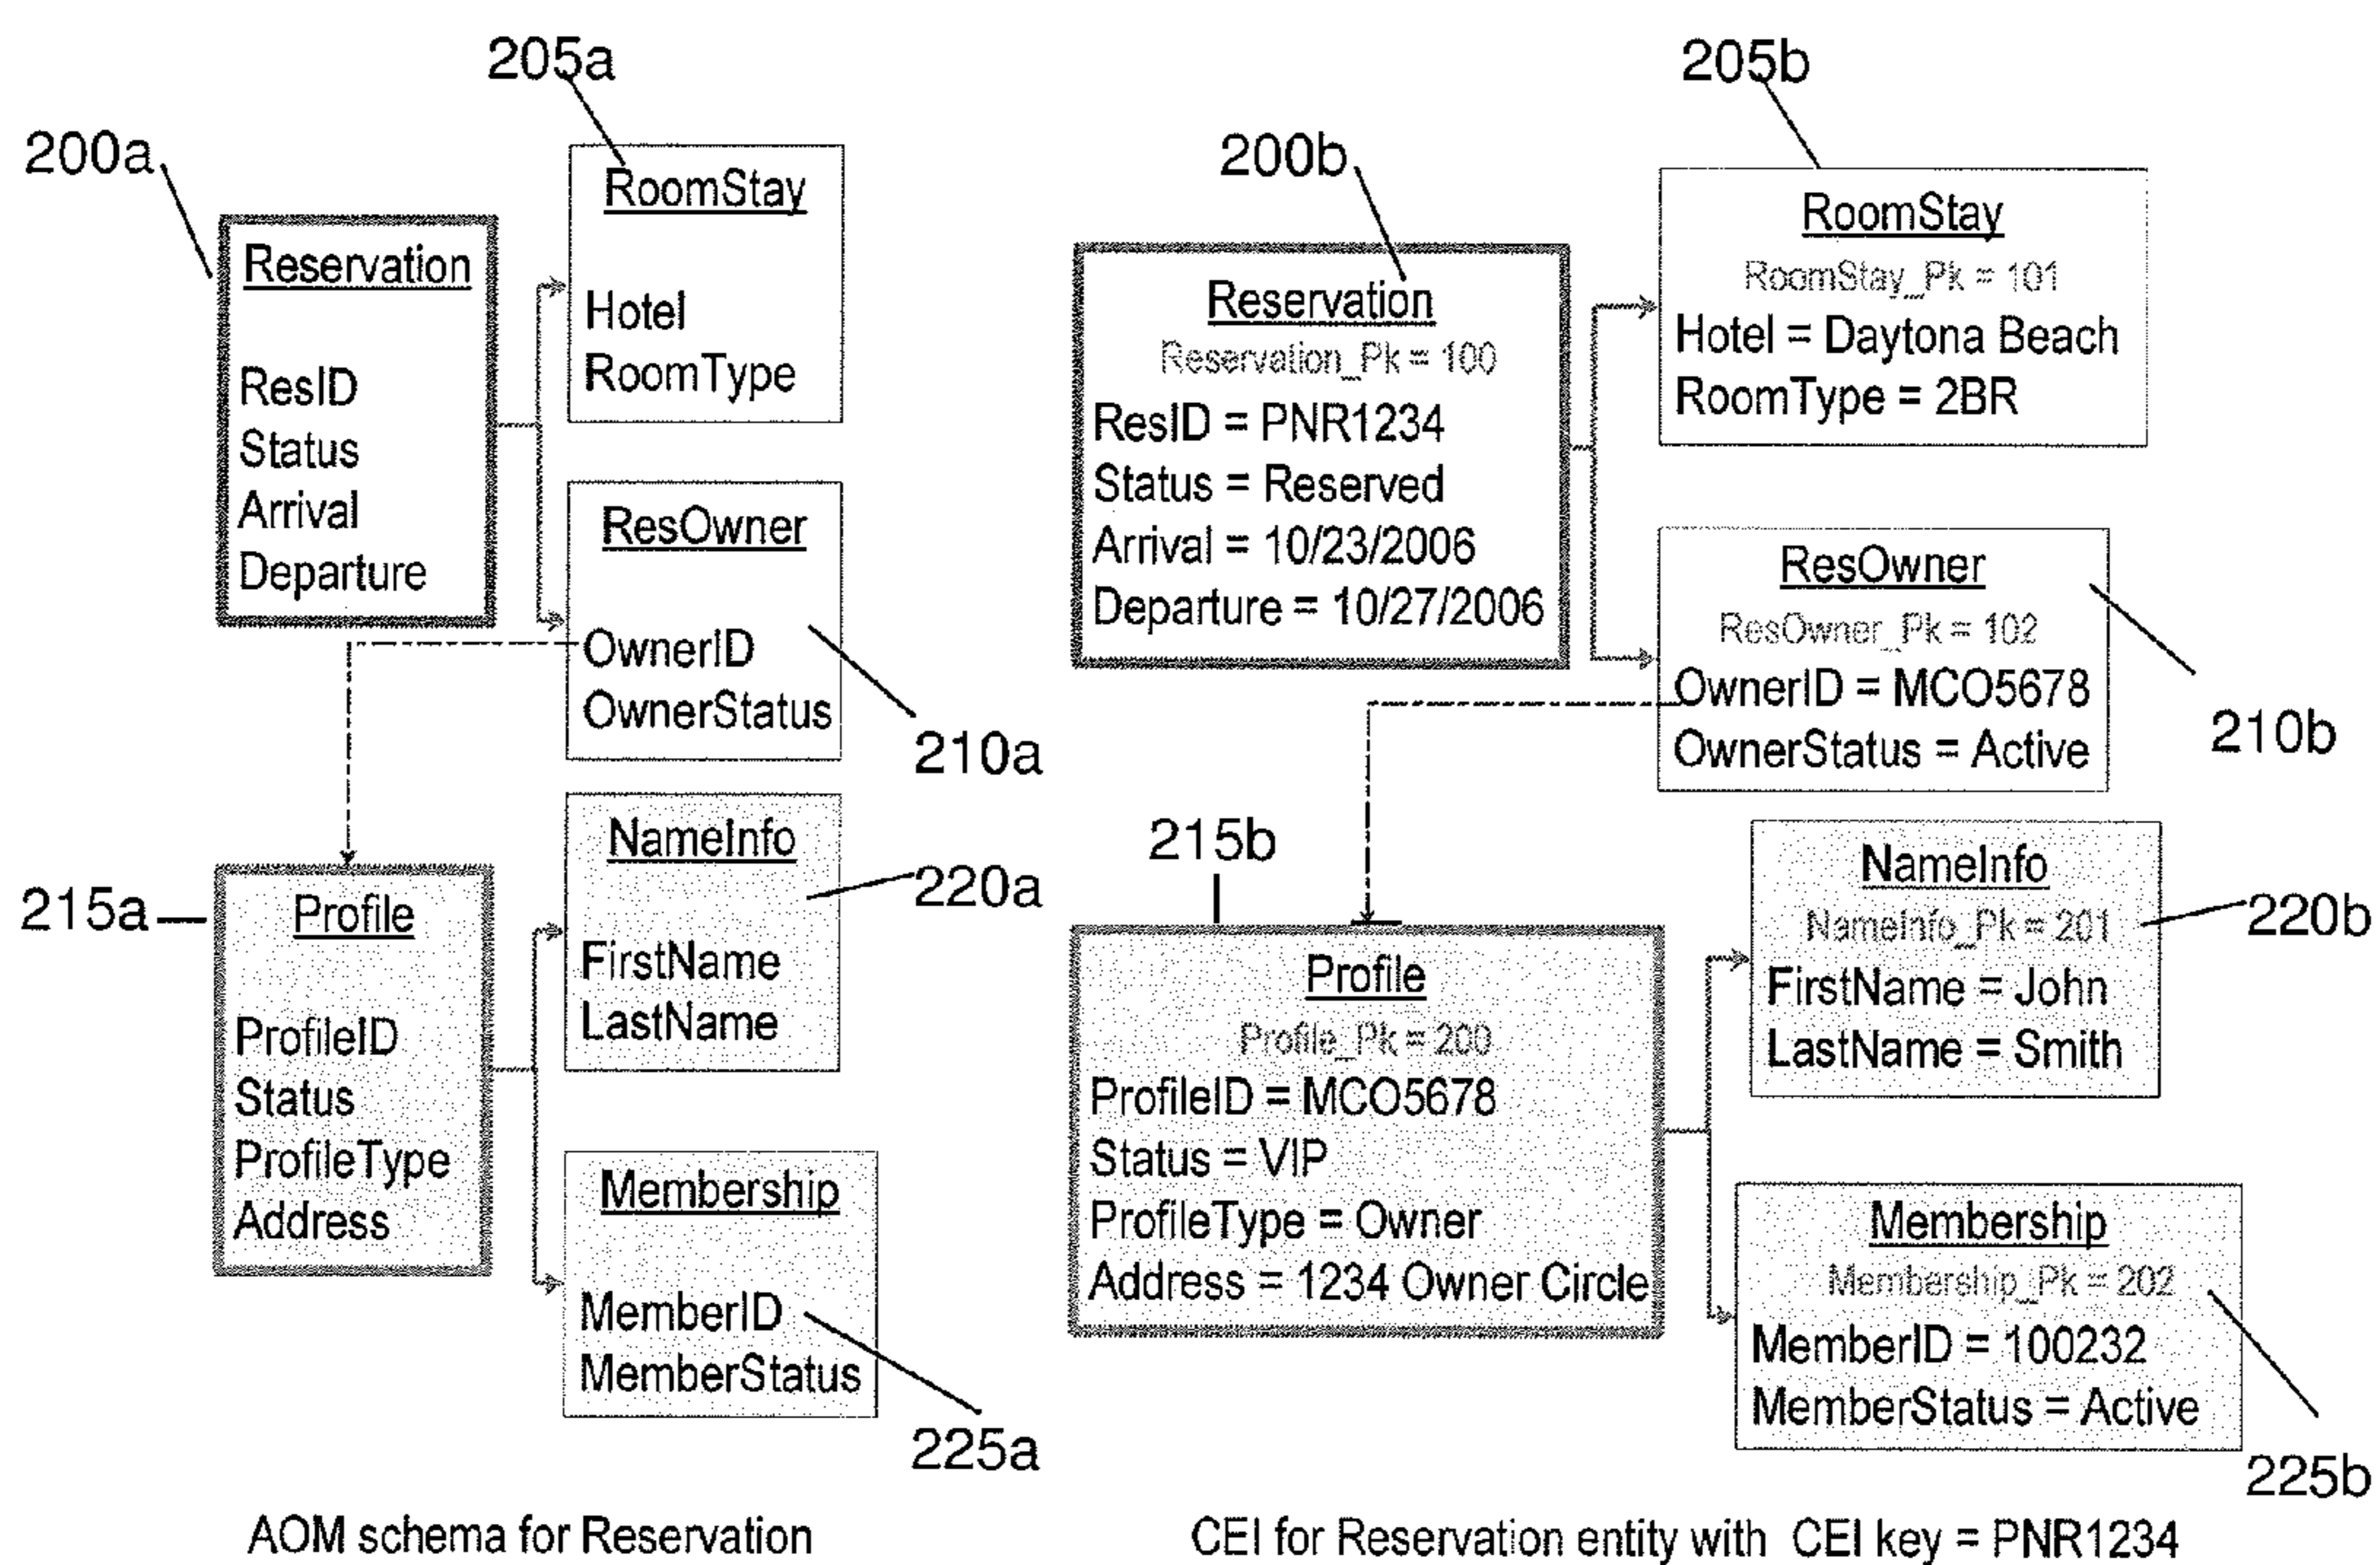 205a
200a
RoomStay
Hotel
RoomType
Reservation
ResID
Status
Arrival
Departure
ResOwner
OwnerID
OwnerStatus
210a
215a
Profile
ProfileID
Status
ProfileType
Address
NameInfo
FirstName
LastName
220a
Membership
MemberID
MemberStatus
225a
AOM schema for Reservation
205b
200b
RoomStay
RoomStay_Pk = 101
Hotel = Daytona Beach
RoomType = 2BR
Reservation
Reservation_Pk = 100
ResID = PNR1234
Status = Reserved
Arrival = 10/23/2006
Departure = 10/27/2006
ResOwner
ResOwner_Pk = 102
OwnerID = MCO5678
OwnerStatus = Active
210b
215b
Profile
Profile_Pk = 200
ProfileID = MCO5678
Status = VIP
ProfileType = Owner
Address = 1234 Owner Circle
NameInfo
NameInfo_Pk = 201
FirstName = John
LastName = Smith
220b
Membership
Membership_Pk = 202
MemberID = 100232
MemberStatus = Active
225b
CEI for Reservation entity with CEI key = PNR1234